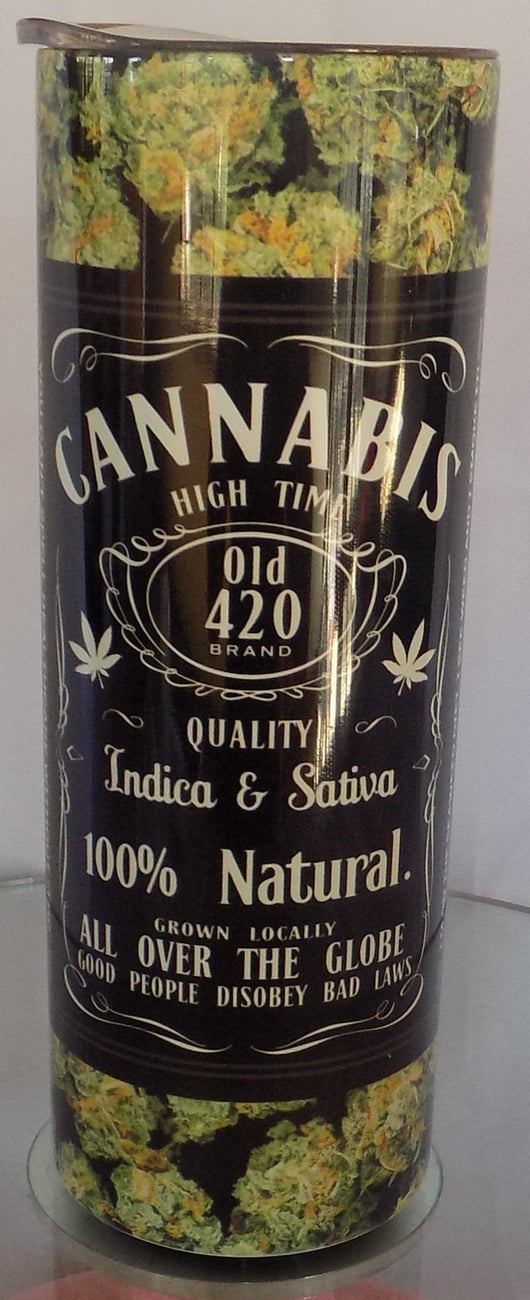 CANNABIS
HIGH TIME
Old
420
BRAND
QUALITY
Indica & Sativa
100% Natural.
GROWN LOCALLY
ALL OVER THE GLOBE
GOOD PEOPLE DISOBEY BAD LAWS